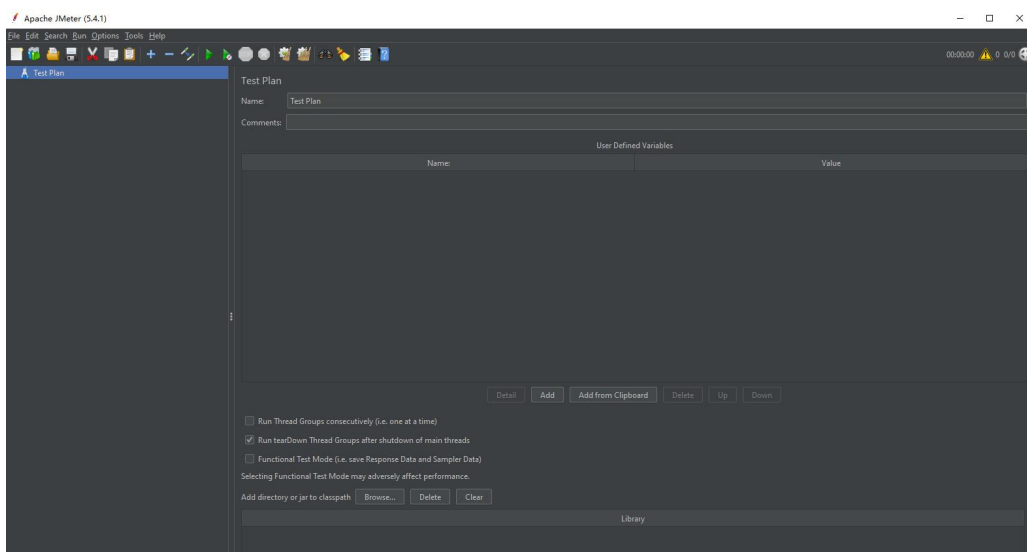 Apache JMeter (5.4.1)
File Edit Search Run Options Tools Help
00:00:00 0 0/0
Test Plan
Test Plan
Name: Test Plan
Comments:
User Defined Variables
Name: Value
Detail Add Add from Clipboard Delete Up Down
Run Thread Groups consecutively (i.e. one at a time)
Run tearDown Thread Groups after shutdown of main threads
Functional Test Mode (i.e. save Response Data and Sampler Data)
Selecting Functional Test Mode may adversely affect performance.
Add directory or jar to classpath Browse... Delete Clear
Library